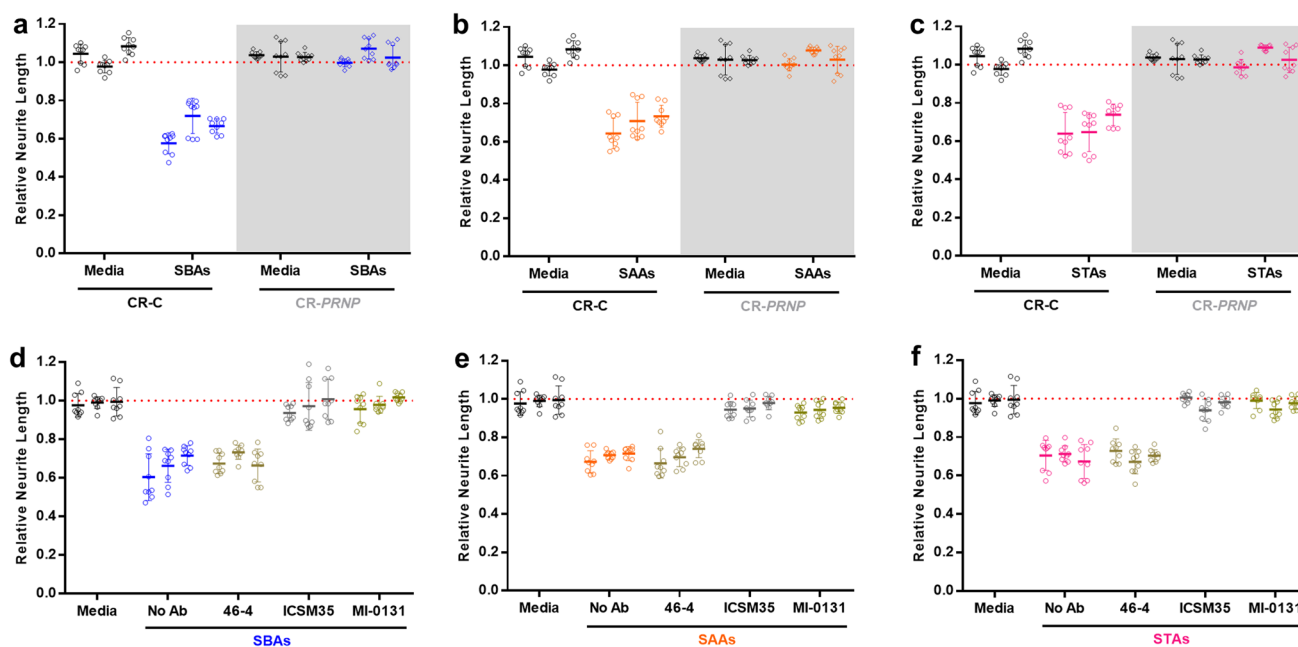 a
Relative Neurite Length
1.2
1.0
0.8
0.6
0.4
0.2
0.0
Media
SBAs
Media
SBAs
CR-C
CR-PRNP
b
Relative Neurite Length
1.2
1.0
0.8
0.6
0.4
0.2
0.0
Media
SAAs
Media
SAAs
CR-C
CR-PRNP
c
Relative Neurite Length
1.2
1.0
0.8
0.6
0.4
0.2
0.0
Media
STAs
Media
STAs
CR-C
CR-PRNP
d
Relative Neurite Length
1.2
1.0
0.8
0.6
0.4
0.2
0.0
Media
No Ab
46-4
ICSM35
MI-0131
SBAs
e
Relative Neurite Length
1.2
1.0
0.8
0.6
0.4
0.2
0.0
Media
No Ab
46-4
ICSM35
MI-0131
SAAs
f
Relative Neurite Length
1.2
1.0
0.8
0.6
0.4
0.2
0.0
Media
No Ab
46-4
ICSM35
MI-0131
STAs